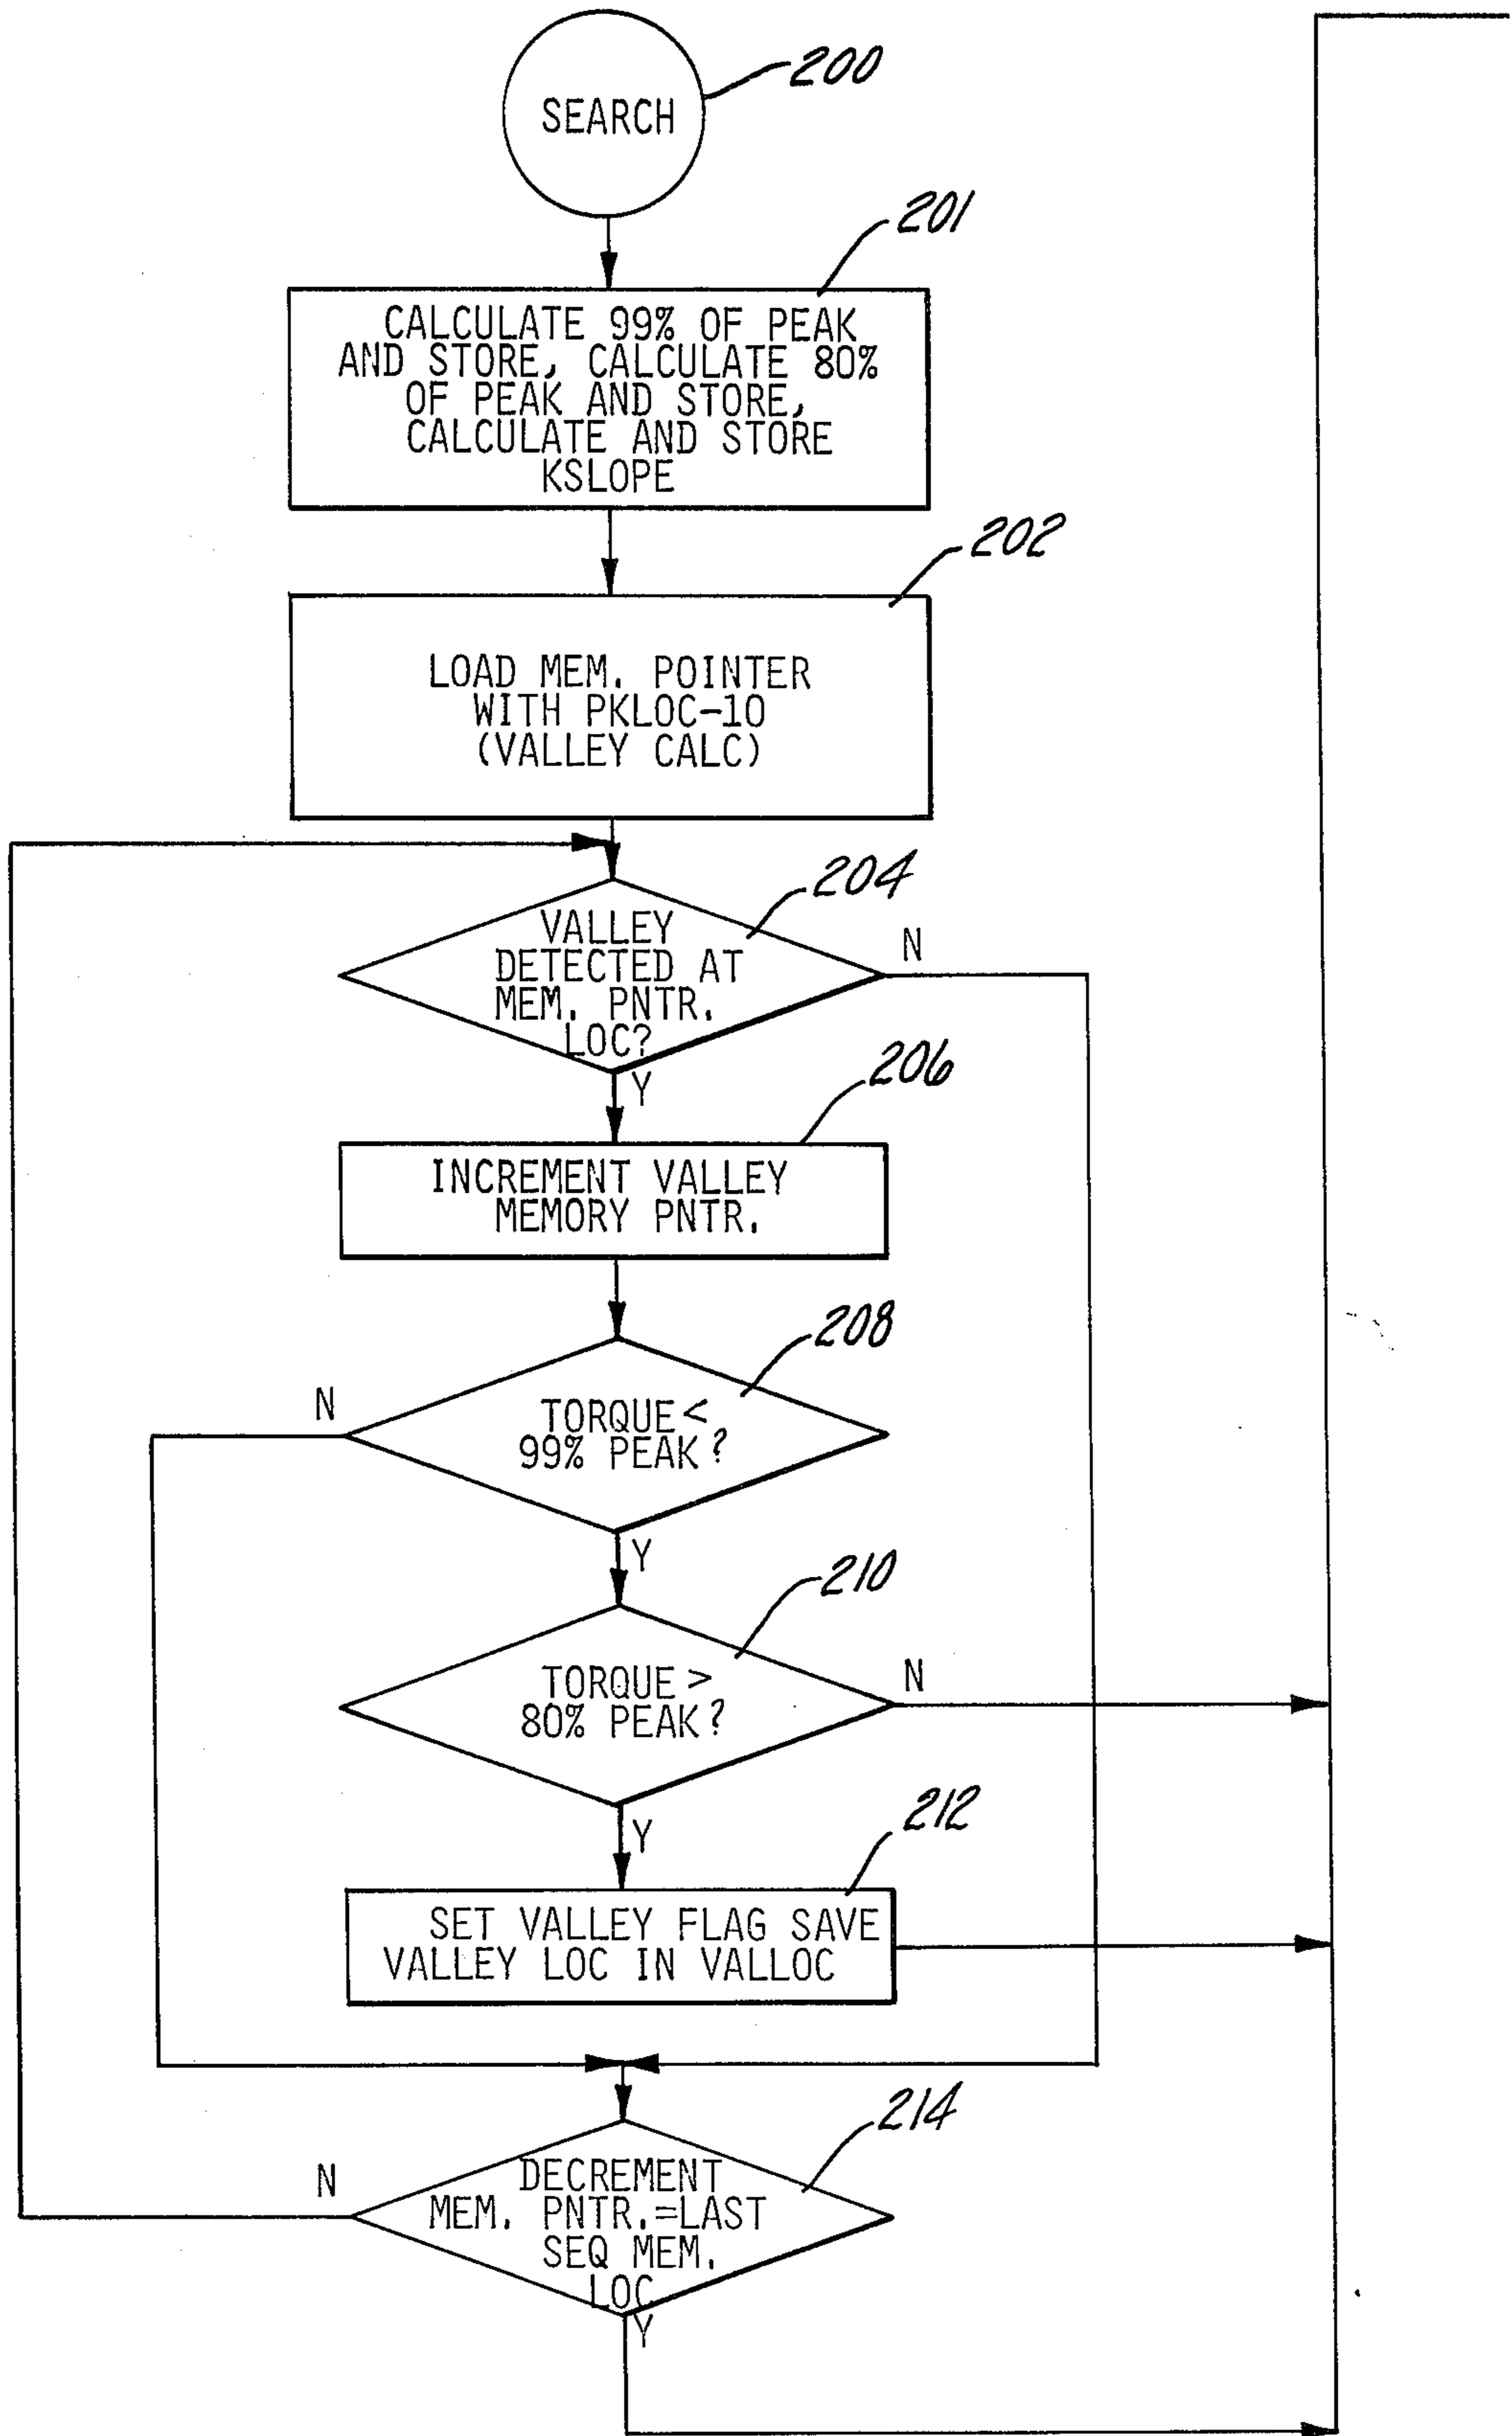 200
SEARCH
201
CALCULATE 99% OF PEAK
AND STORE, CALCULATE 80%
OF PEAK AND STORE,
CALCULATE AND STORE
KSLOPE
202
LOAD MEM. POINTER
WITH PKLOC-10
(VALLEY CALC)
204
VALLEY
DETECTED AT
MEM. PNTR.
LOC?
N
Y
206
INCREMENT VALLEY
MEMORY PNTR.
208
N
TORQUE <
99% PEAK?
Y
210
TORQUE >
80% PEAK?
N
Y
212
SET VALLEY FLAG SAVE
VALLEY LOC IN VALLOC
214
N
DECREMENT
MEM. PNTR.=LAST
SEQ MEM.
LOC
Y